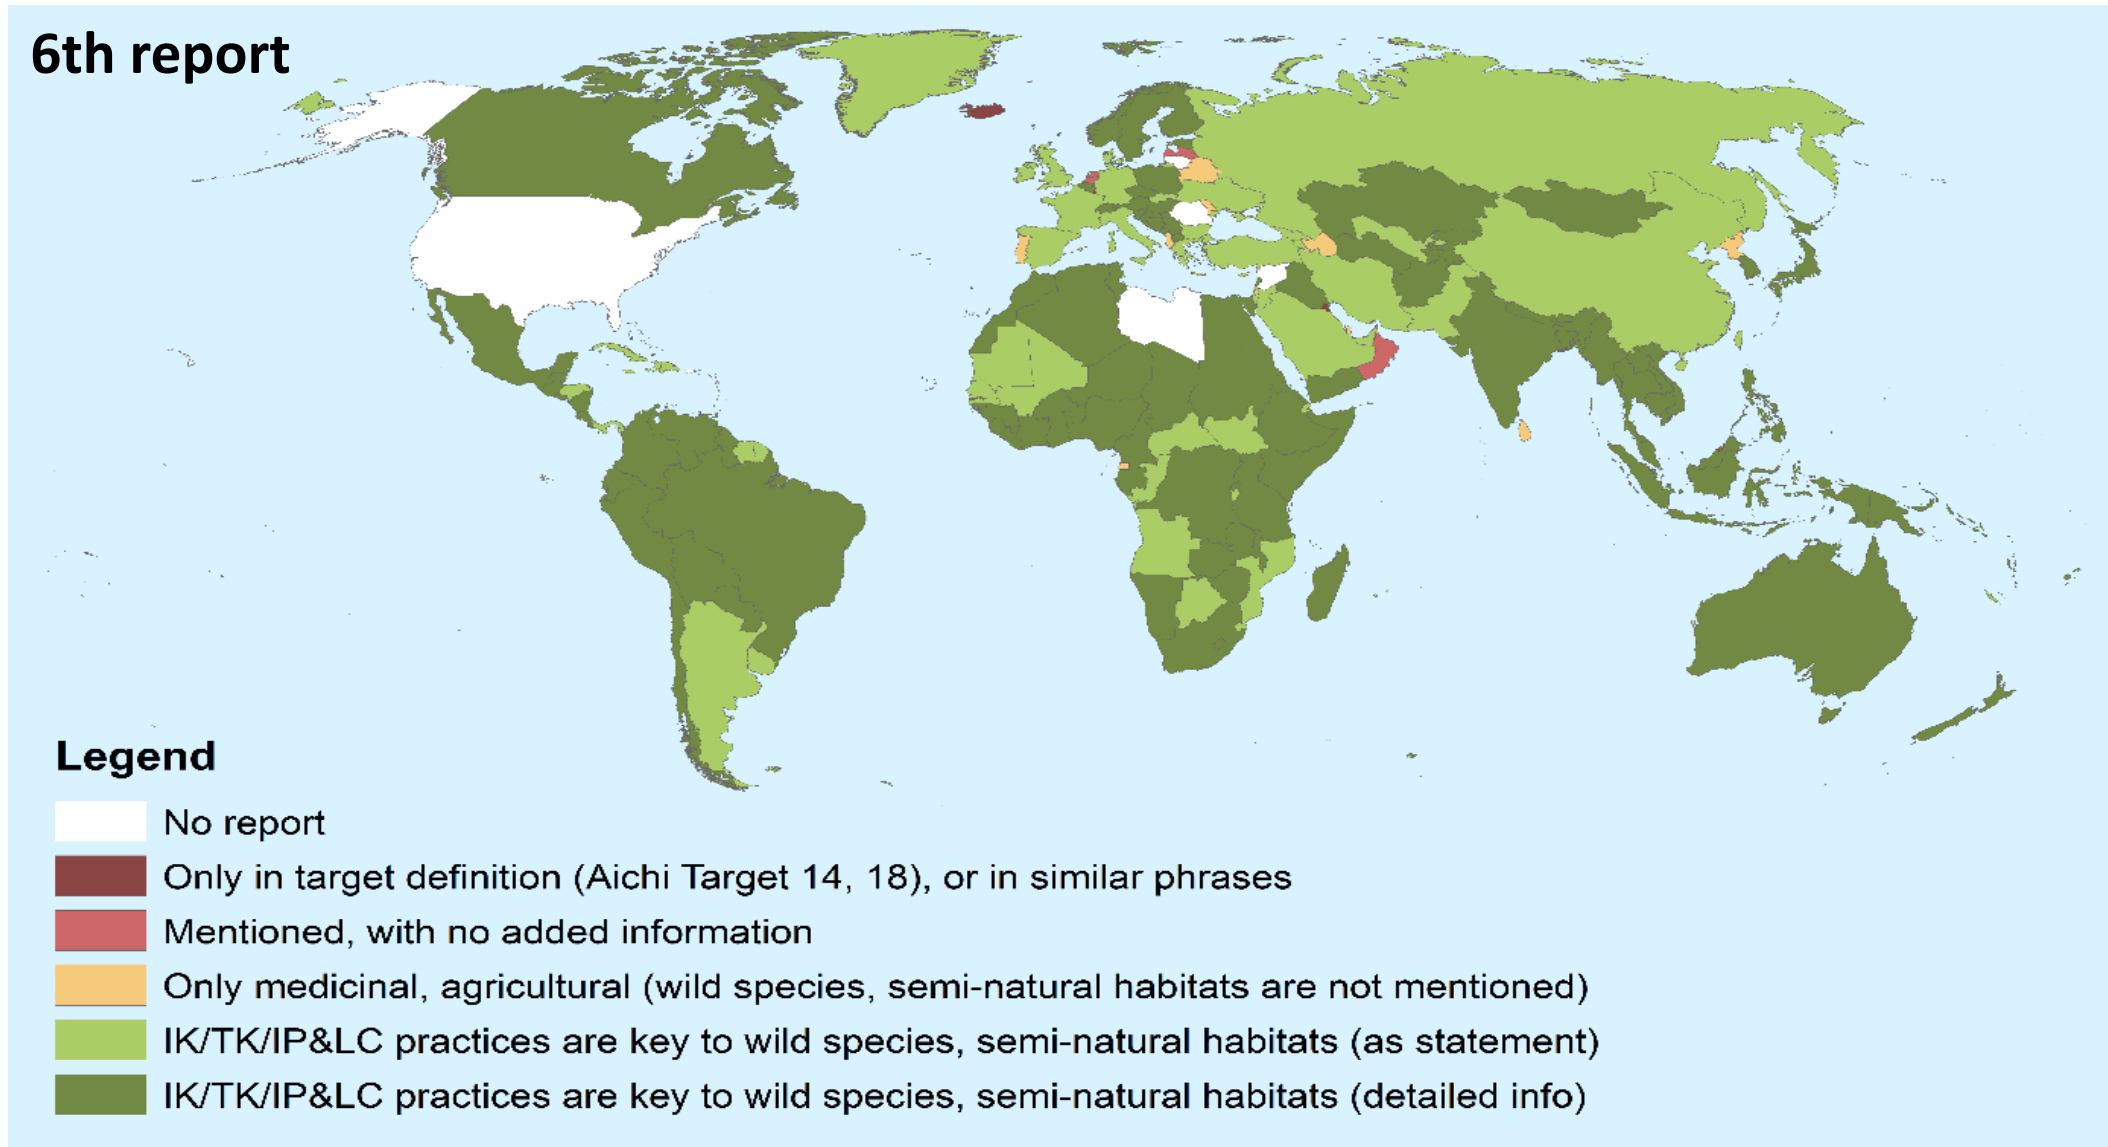 6th report
Legend
No report
Only in target definition (Aichi Target 14, 18), or in similar phrases
Mentioned, with no added information
Only medicinal, agricultural (wild species, semi-natural habitats are not mentioned)
IK/TK/IP&LC practices are key to wild species, semi-natural habitats (as statement)
IK/TK/IP&LC practices are key to wild species, semi-natural habitats (detailed info)